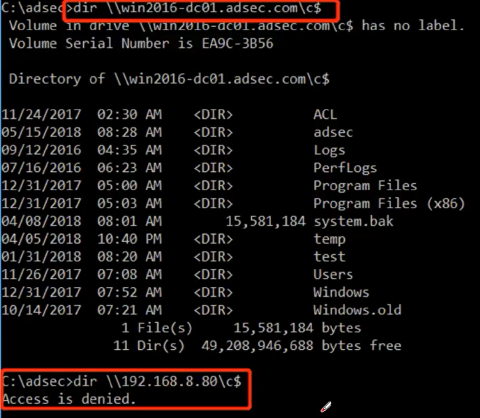 C:\adsec>dir \\win2016-dc01.adsec.com\c$
 Volume in drive \\win2016-dc01.adsec.com\c$ has no label.
 Volume Serial Number is EA9C-3B56

 Directory of \\win2016-dc01.adsec.com\c$

11/24/2017  02:30 AM    <DIR>          ACL
05/15/2018  08:28 AM    <DIR>          adsec
09/12/2016  04:35 AM    <DIR>          Logs
07/16/2016  06:23 AM    <DIR>          PerfLogs
12/31/2017  05:00 AM    <DIR>          Program Files
12/31/2017  05:03 AM    <DIR>          Program Files (x86)
04/08/2018  08:01 AM        15,581,184 system.bak
04/05/2018  10:40 PM    <DIR>          temp
01/31/2018  08:20 AM    <DIR>          test
11/26/2017  07:08 AM    <DIR>          Users
12/31/2017  07:52 AM    <DIR>          Windows
10/14/2017  07:21 AM    <DIR>          Windows.old
               1 File(s)     15,581,184 bytes
              11 Dir(s)  49,208,946,688 bytes free

C:\adsec>dir \\192.168.8.80\c$
Access is denied.